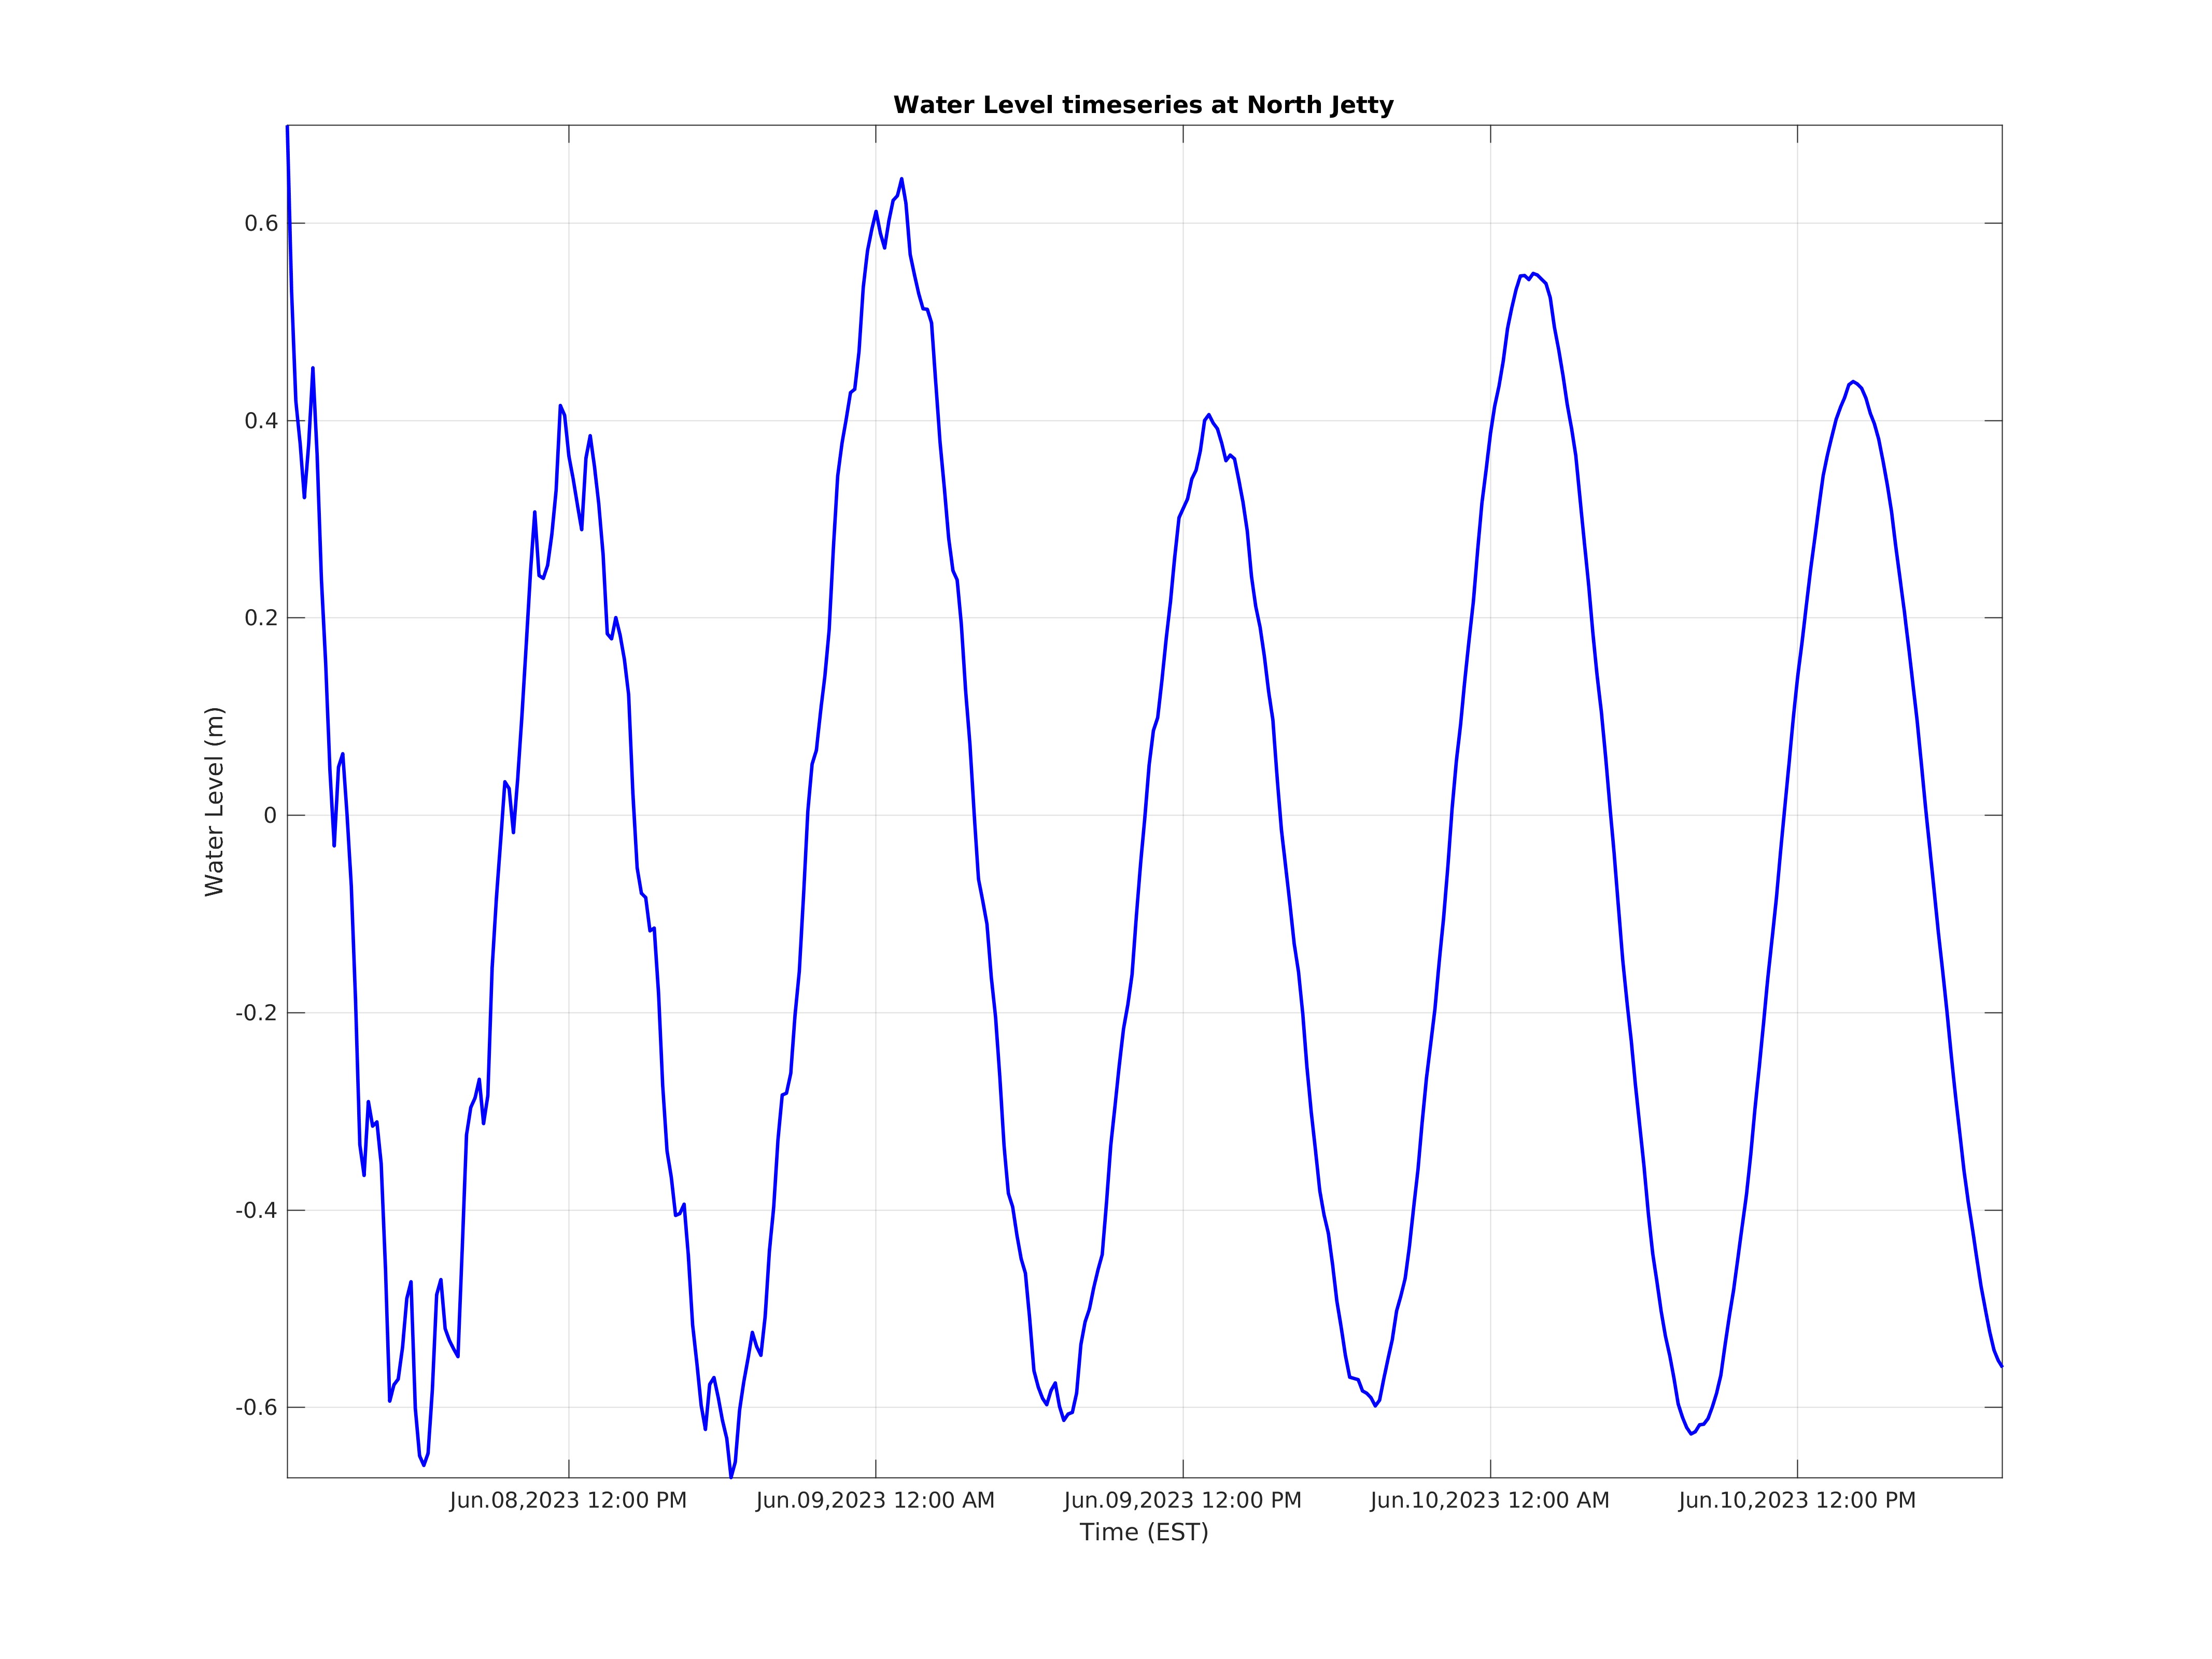 Water Level timeseries at North Jetty
Water Level (m)
0.6
0.4
0.2
0
-0.2
-0.4
-0.6
Jun.08,2023 12:00 PM
Jun.09,2023 12:00 AM
Jun.09,2023 12:00 PM
Jun.10,2023 12:00 AM
Jun.10,2023 12:00 PM
Time (EST)